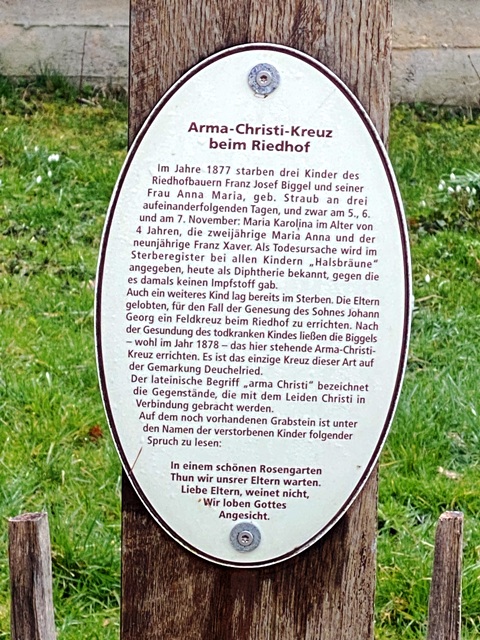 Arma-Christi-Kreuz
beim Riedhof
Im Jahre 1877 starben drei Kinder des
Riedhofbauern Franz Josef Biggel und seiner
Frau Anna Maria, geb. Straub an drei
aufeinanderfolgenden Tagen, und zwar am 5., 6.
und am 7. November: Maria Karolina im Alter von
4 Jahren, die zweijährige Maria Anna und der
neunjährige Franz Xaver. Als Todesursache wird im
Sterberegister bei allen Kindern „Halsbräune“
angegeben, heute als Diphtherie bekannt, gegen die
es damals keinen Impfstoff gab.
Auch ein weiteres Kind lag bereits im Sterben. Die Eltern
gelobten, für den Fall der Genesung des Sohnes Johann
Georg ein Feldkreuz beim Riedhof zu errichten. Nach
der Gesundung des todkranken Kindes ließen die Biggels
– wohl im Jahr 1878 – das hier stehende Arma-Christi-
Kreuz errichten. Es ist das einzige Kreuz dieser Art auf
der Gemarkung Deuchelried.
Der lateinische Begriff „arma Christi“ bezeichnet
die Gegenstände, die mit dem Leiden Christi in
Verbindung gebracht werden.
Auf dem noch vorhandenen Grabstein ist unter
den Namen der verstorbenen Kinder folgender
Spruch zu lesen:
In einem schönen Rosengarten
Thun wir unsrer Eltern warten.
Liebe Eltern, weinet nicht,
Wir loben Gottes
Angesicht.